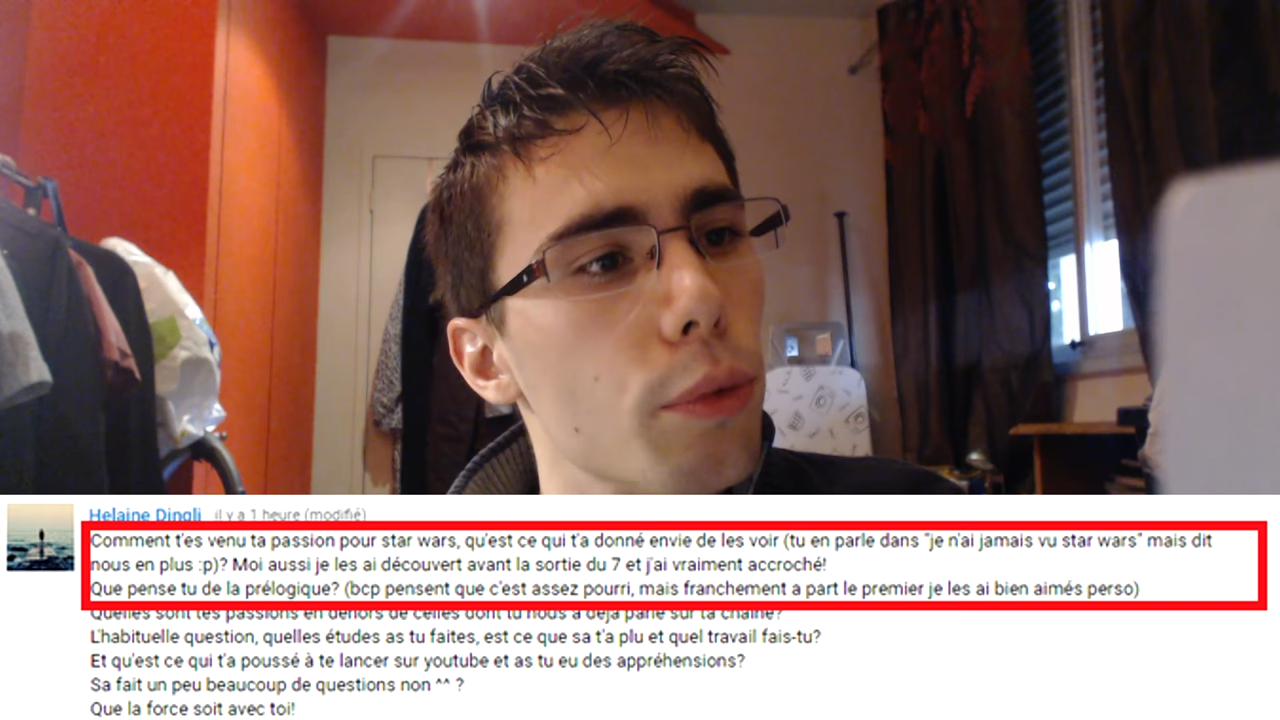 Helaine Dingli il y a 1 heure (modifié)
Comment t'es venu ta passion pour star wars, qu'est ce qui t'a donné envie de les voir (tu en parle dans "je n'ai jamais vu star wars" mais dit
nous en plus :p)? Moi aussi je les ai découvert avant la sortie du 7 et j'ai vraiment accroché!
Que pense tu de la prélogique? (bcp pensent que c'est assez pourri, mais franchement a part le premier je les ai bien aimés perso)
Quelles sont tes passions en dehors de celles dont tu nous a déjà parlé sur ta chaîne?
L'habituelle question, quelles études as tu faites, est ce que sa t'a plu et quel travail fais-tu?
Et qu'est ce qui t'a poussé à te lancer sur youtube et as tu eu des appréhensions?
Sa fait un peu beaucoup de questions non ^^ ?
Que la force soit avec toi!